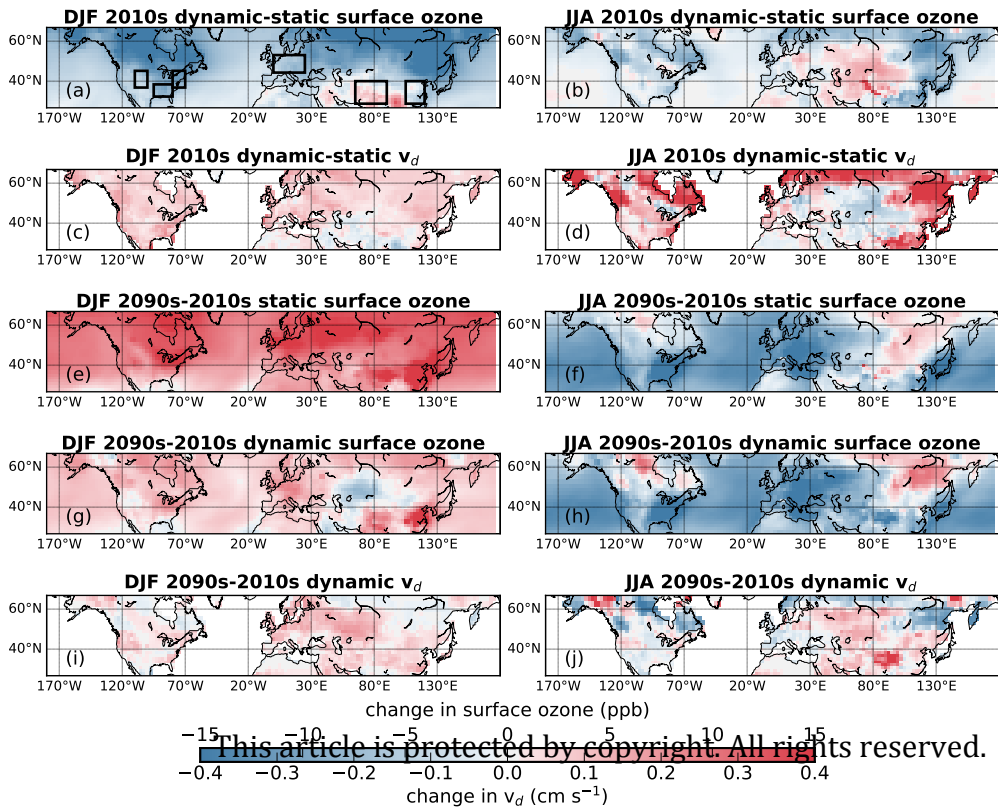 DJF 2010s dynamic-static surface ozone
JJA 2010s dynamic-static surface ozone
60°N
40°N
(a)
170°W 120°W 70°W 20°W 30°E 80°E 130°E
60°N
40°N
(b)
170°W 120°W 70°W 20°W 30°E 80°E 130°E
DJF 2010s dynamic-static vd
JJA 2010s dynamic-static vd
60°N
40°N
(c)
170°W 120°W 70°W 20°W 30°E 80°E 130°E
60°N
40°N
(d)
170°W 120°W 70°W 20°W 30°E 80°E 130°E
DJF 2090s-2010s static surface ozone
JJA 2090s-2010s static surface ozone
60°N
40°N
(e)
170°W 120°W 70°W 20°W 30°E 80°E 130°E
60°N
40°N
(f)
170°W 120°W 70°W 20°W 30°E 80°E 130°E
DJF 2090s-2010s dynamic surface ozone
JJA 2090s-2010s dynamic surface ozone
60°N
40°N
(g)
170°W 120°W 70°W 20°W 30°E 80°E 130°E
60°N
40°N
(h)
170°W 120°W 70°W 20°W 30°E 80°E 130°E
DJF 2090s-2010s dynamic vd
JJA 2090s-2010s dynamic vd
60°N
40°N
(i)
170°W 120°W 70°W 20°W 30°E 80°E 130°E
60°N
40°N
(j)
170°W 120°W 70°W 20°W 30°E 80°E 130°E
change in surface ozone (ppb)
−15 −10 −5 0 5 10 15
This article is protected by copyright. All rights reserved.
−0.4 −0.3 −0.2 −0.1 0.0 0.1 0.2 0.3 0.4
change in vd (cm s⁻¹)